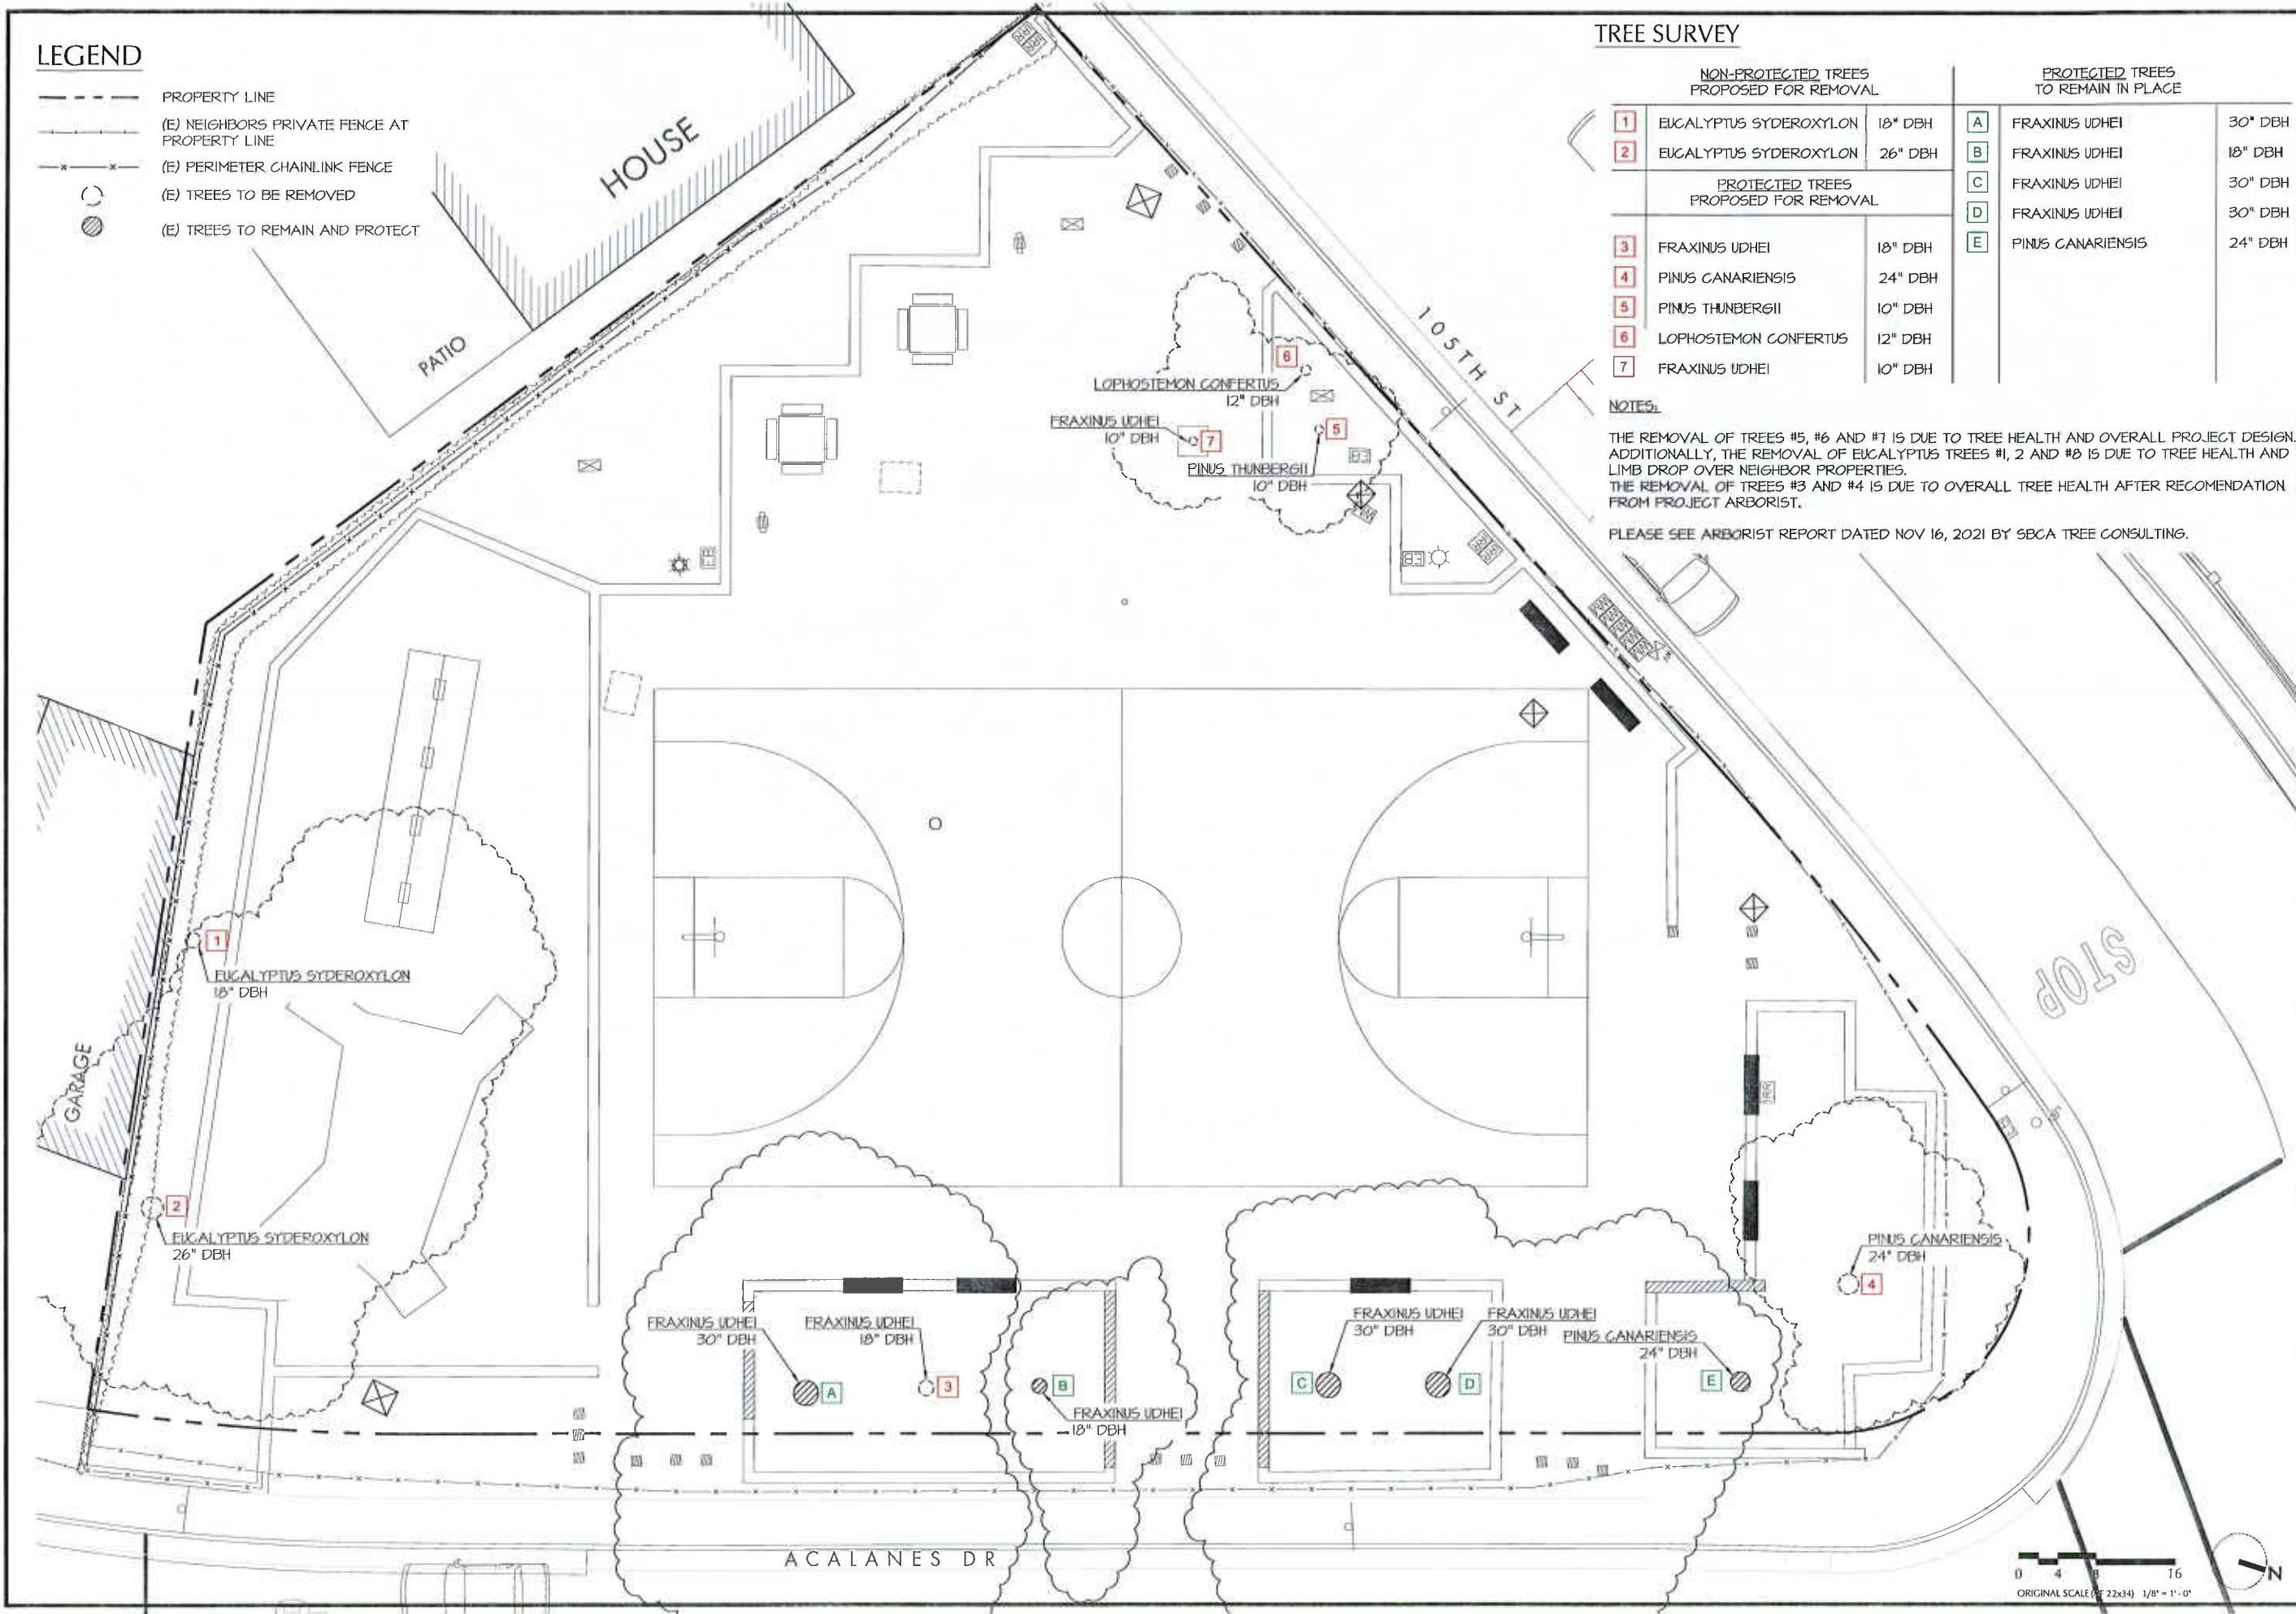 LEGEND
PROPERTY LINE
(E) NEIGHBORS PRIVATE FENCE AT
PROPERTY LINE
(E) PERIMETER CHAINLINK FENCE
(E) TREES TO BE REMOVED
(E) TREES TO REMAIN AND PROTECT
TREE SURVEY
NON-PROTECTED TREES
PROPOSED FOR REMOVAL
1 EUCALYPTUS SYDEROXYLON 18" DBH
2 EUCALYPTUS SYDEROXYLON 26" DBH
PROTECTED TREES
PROPOSED FOR REMOVAL
3 FRAXINUS UDHEI 18" DBH
4 PINUS CANARIENSIS 24" DBH
5 PINUS THUNBERGII 10" DBH
6 LOPHOSTEMON CONFERTUS 12" DBH
7 FRAXINUS UDHEI 10" DBH
PROTECTED TREES
TO REMAIN IN PLACE
A FRAXINUS UDHEI 30" DBH
B FRAXINUS UDHEI 18" DBH
C FRAXINUS UDHEI 30" DBH
D FRAXINUS UDHEI 30" DBH
E PINUS CANARIENSIS 24" DBH
NOTES:
THE REMOVAL OF TREES #5, #6 AND #7 IS DUE TO TREE HEALTH AND OVERALL PROJECT DESIGN.
ADDITIONALLY, THE REMOVAL OF EUCALYPTUS TREES #1, 2 AND #8 IS DUE TO TREE HEALTH AND
LIMB DROP OVER NEIGHBOR PROPERTIES.
THE REMOVAL OF TREES #3 AND #4 IS DUE TO OVERALL TREE HEALTH AFTER RECOMENDATION
FROM PROJECT ARBORIST.
PLEASE SEE ARBORIST REPORT DATED NOV 16, 2021 BY SBCA TREE CONSULTING.
HOUSE
PATIO
105TH ST
6
LOPHOSTEMON CONFERTUS
12" DBH
FRAXINUS UDHEI
10" DBH
7
5
PINUS THUNBERGII
10" DBH
1
EUCALYPTUS SYDEROXYLON
18" DBH
GARAGE
2
EUCALYPTUS SYDEROXYLON
26" DBH
STOP
PINUS CANARIENSIS
24" DBH
4
FRAXINUS UDHEI
30" DBH
A
FRAXINUS UDHEI
18" DBH
3
B
FRAXINUS UDHEI
18" DBH
FRAXINUS UDHEI
30" DBH
C
FRAXINUS UDHEI
30" DBH
D
PINUS CANARIENSIS
24" DBH
E
ACALANES DR
0 4 8 16
ORIGINAL SCALE (AT 22x34) 1/8" = 1'-0"
N